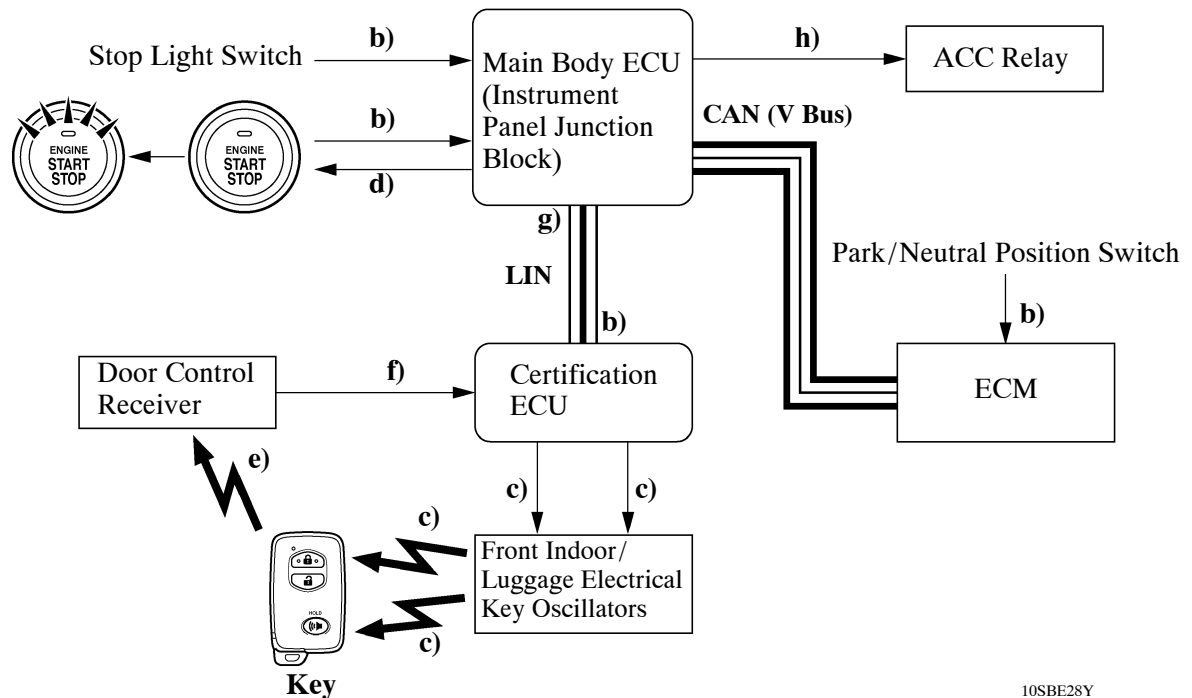 Stop Light Switch
b)
Main Body ECU
(Instrument
Panel Junction
Block)
h)
ACC Relay
CAN (V Bus)
ENGINE
START
STOP
ENGINE
START
STOP
b)
d)
g)
LIN
b)
Park/Neutral Position Switch
b)
ECM
Door Control
Receiver
f)
Certification
ECU
e)
c)
c)
c)
c)
Front Indoor/
Luggage Electrical
Key Oscillators
HOLD
Key
10SBE28Y